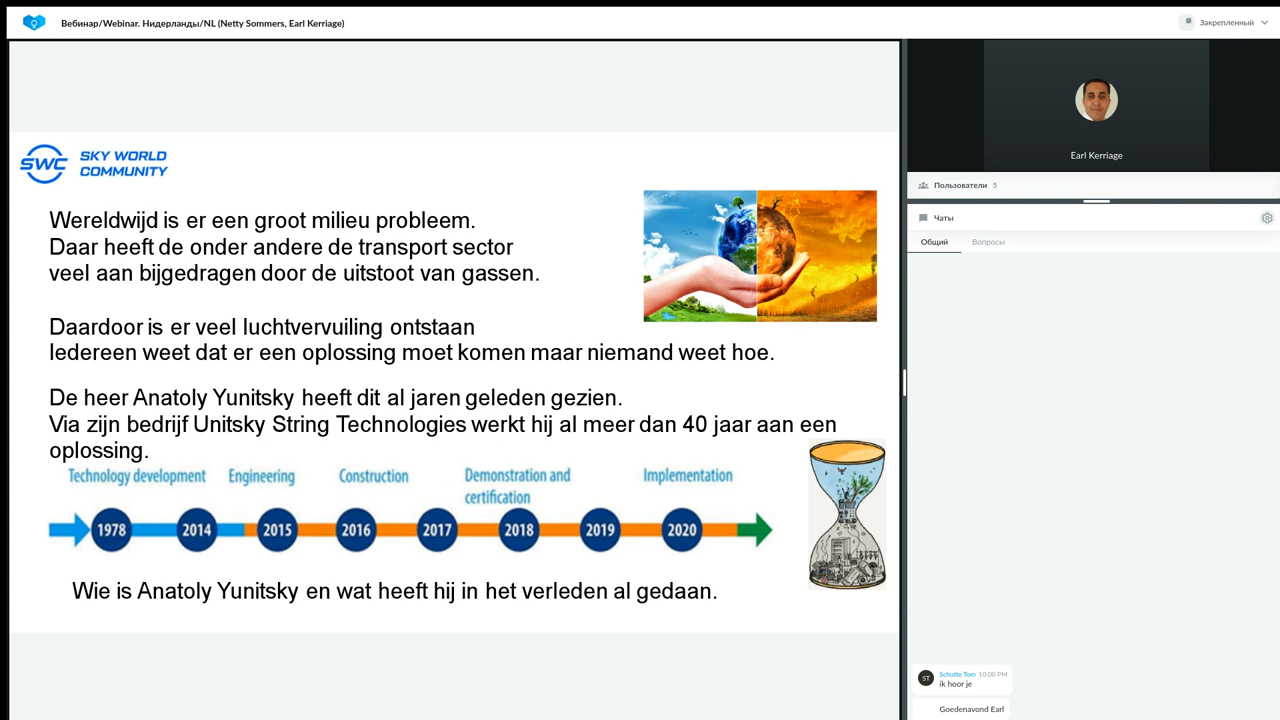 Вебинар/Webinar. Нидерланды/NL (Netty Sommers, Earl Kerriage)
Закрепленный
SWC SKY WORLD
COMMUNITY
Wereldwijd is er een groot milieu probleem.
Daar heeft de onder andere de transport sector
veel aan bijgedragen door de uitstoot van gassen.
Daardoor is er veel luchtvervuiling ontstaan
Iedereen weet dat er een oplossing moet komen maar niemand weet hoe.
De heer Anatoly Yunitsky heeft dit al jaren geleden gezien.
Via zijn bedrijf Unitsky String Technologies werkt hij al meer dan 40 jaar aan een
oplossing.
Technology development Engineering Construction Demonstration and
certification Implementation
1978 2014 2015 2016 2017 2018 2019 2020
Wie is Anatoly Yunitsky en wat heeft hij in het verleden al gedaan.
Earl Kerriage
Пользователи 5
Чаты
Общий Вопросы
ST Schutte Tom 10:00 PM
ik hoor je
Goedenavond Earl